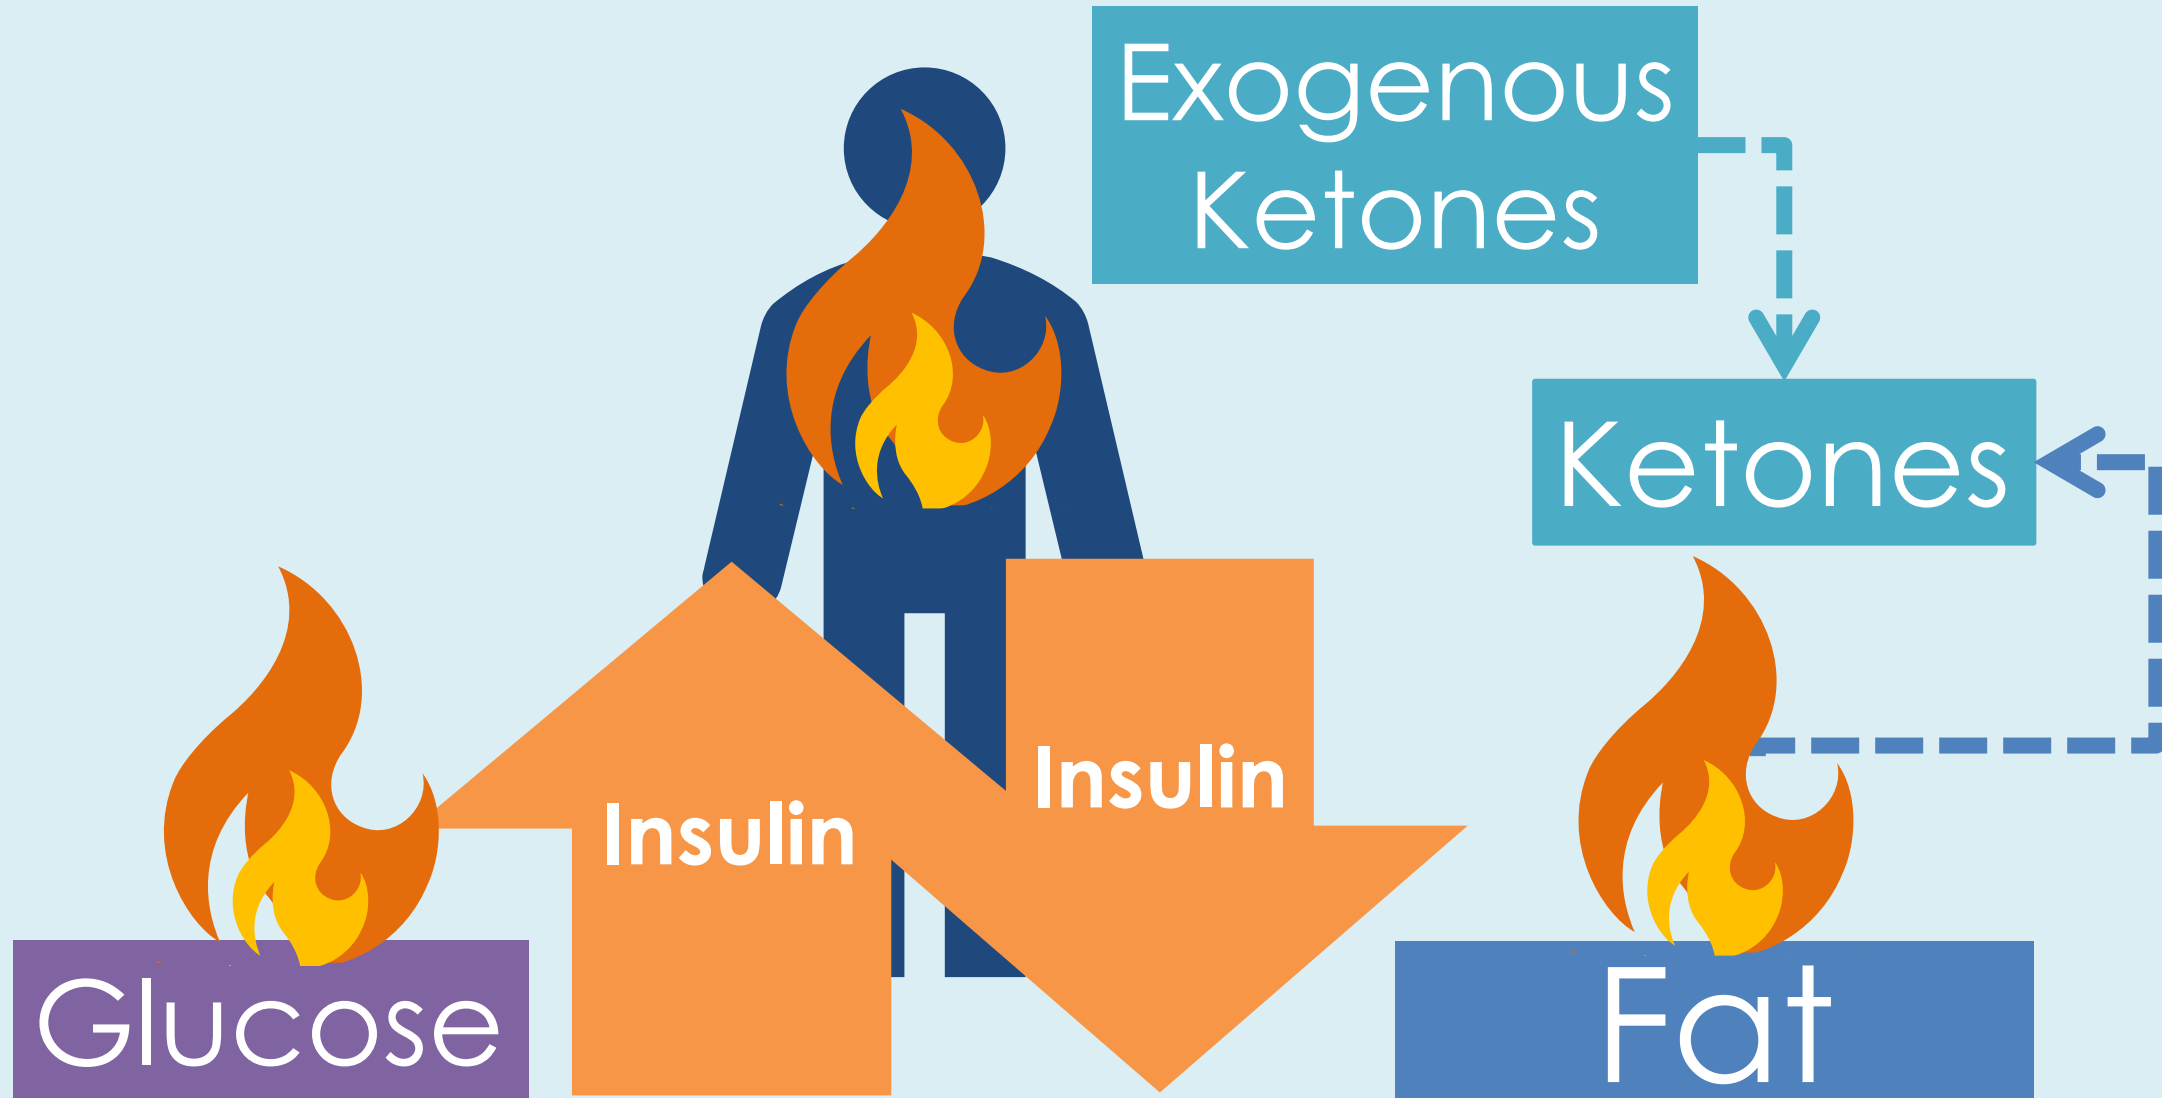 Exogenous
Ketones
Ketones
Insulin
Insulin
Glucose
Fat